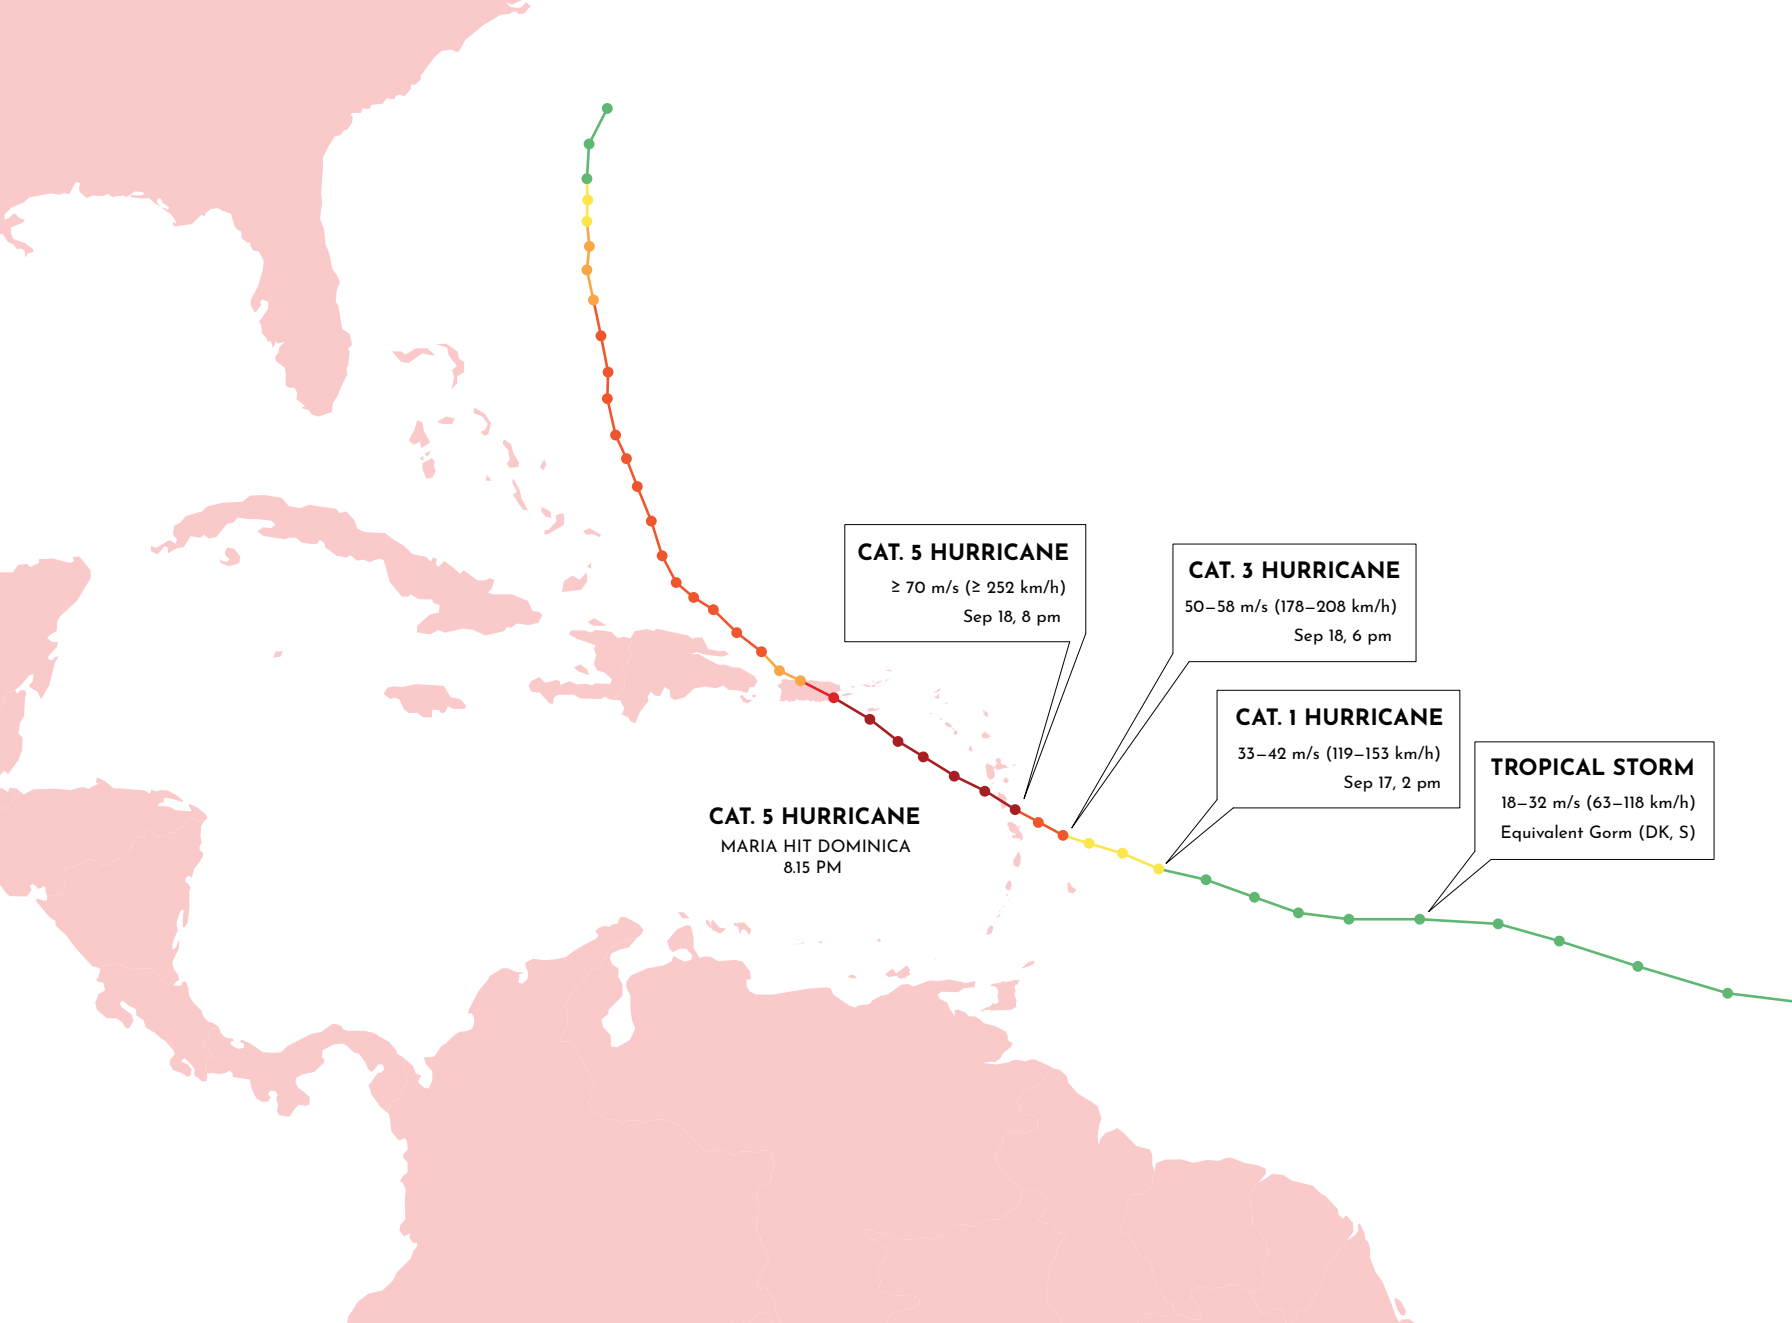 CAT. 5 HURRICANE
≥ 70 m/s (≥ 252 km/h)
Sep 18, 8 pm
CAT. 3 HURRICANE
50–58 m/s (178–208 km/h)
Sep 18, 6 pm
CAT. 1 HURRICANE
33–42 m/s (119–153 km/h)
Sep 17, 2 pm
TROPICAL STORM
18–32 m/s (63–118 km/h)
Equivalent Gorm (DK, S)
CAT. 5 HURRICANE
MARIA HIT DOMINICA
8.15 PM